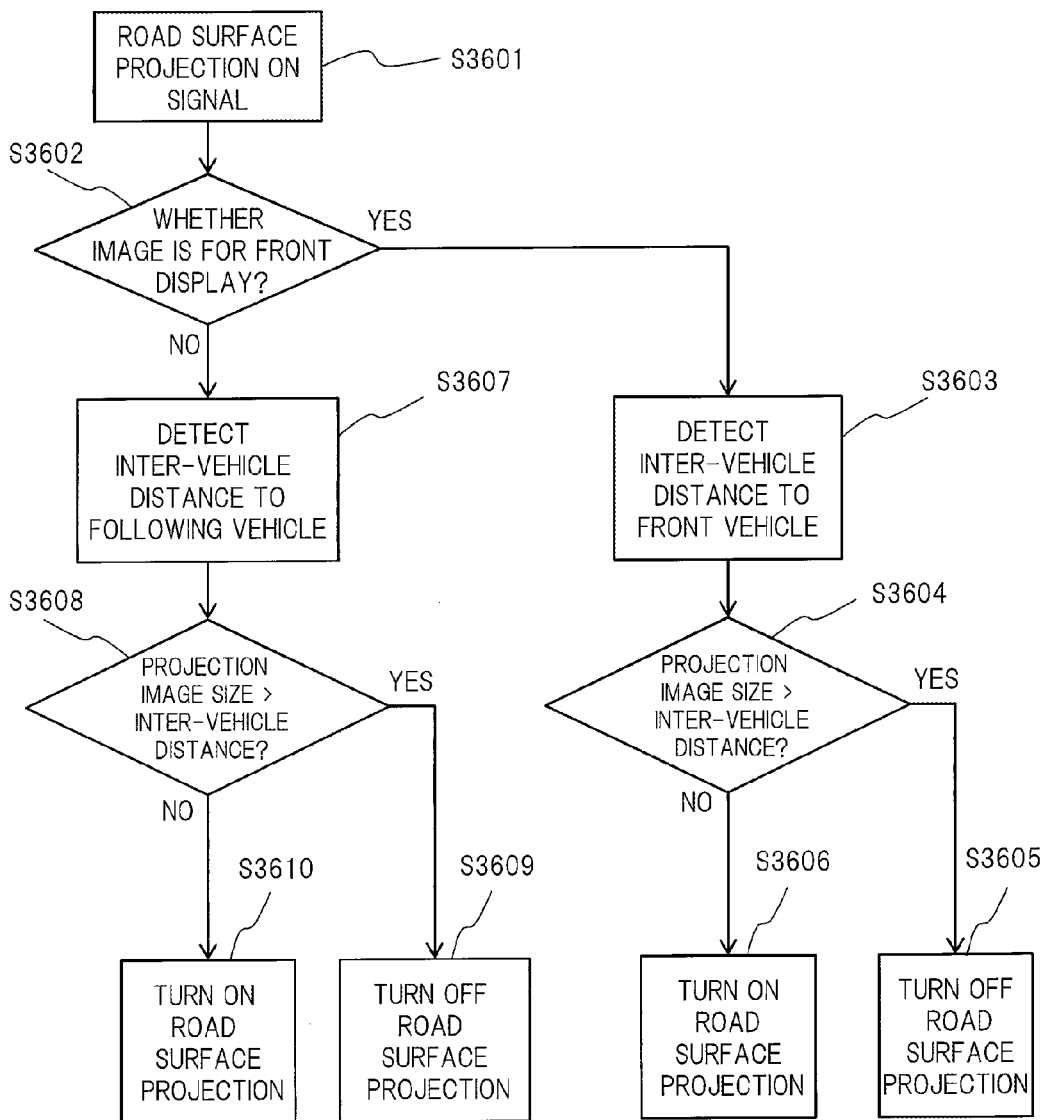 ROAD SURFACE
PROJECTION ON
SIGNAL
S3601
S3602
WHETHER
IMAGE IS FOR FRONT
DISPLAY?
YES
NO
S3607
DETECT
INTER-VEHICLE
DISTANCE TO
FOLLOWING VEHICLE
S3603
DETECT
INTER-VEHICLE
DISTANCE TO
FRONT VEHICLE
S3608
PROJECTION
IMAGE SIZE >
INTER-VEHICLE
DISTANCE?
YES
NO
S3604
PROJECTION
IMAGE SIZE >
INTER-VEHICLE
DISTANCE?
YES
NO
S3610
TURN ON
ROAD
SURFACE
PROJECTION
S3609
TURN OFF
ROAD
SURFACE
PROJECTION
S3606
TURN ON
ROAD
SURFACE
PROJECTION
S3605
TURN OFF
ROAD
SURFACE
PROJECTION